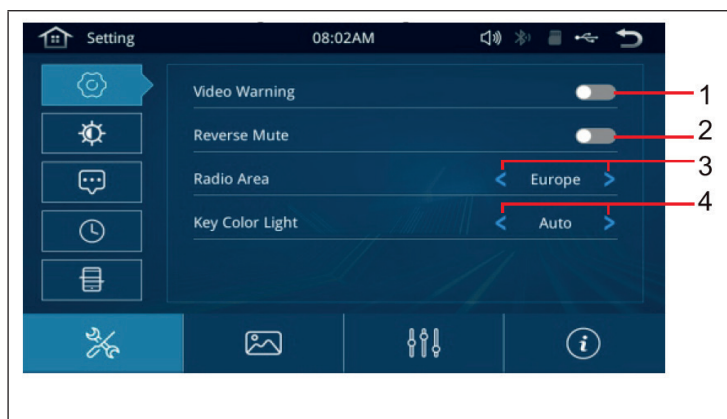 Setting 08:02AM
Video Warning 1
Reverse Mute 2
Radio Area < Europe > 3
Key Color Light < Auto > 4
i